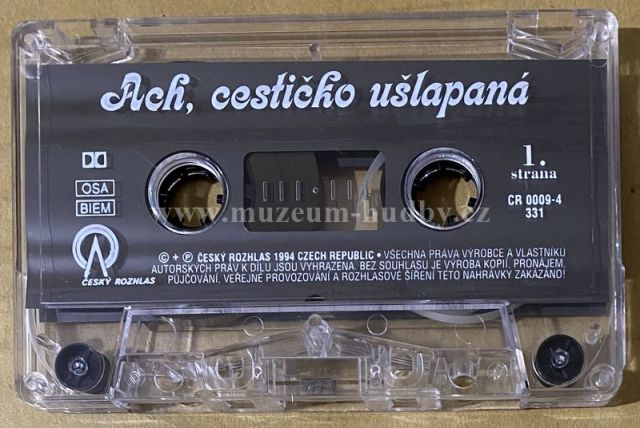 Ach, cestičko ušlapaná
1.
strana
OSA
BIEM
CR 0009-4
331
www.muzeum-hudby.cz
ČESKÝ ROZHLAS
© + ℗ ČESKÝ ROZHLAS 1994 CZECH REPUBLIC • VŠECHNA PRÁVA VÝROBCE A VLASTNÍKU
AUTORSKÝCH PRÁV K DÍLU JSOU VYHRAZENA. BEZ SOUHLASU JE VÝROBA KOPIÍ, PRONÁJEM,
PŮJČOVÁNÍ, VEŘEJNÉ PROVOZOVÁNÍ A ROZHLASOVÉ ŠÍŘENÍ TÉTO NAHRÁVKY ZAKÁZÁNO!